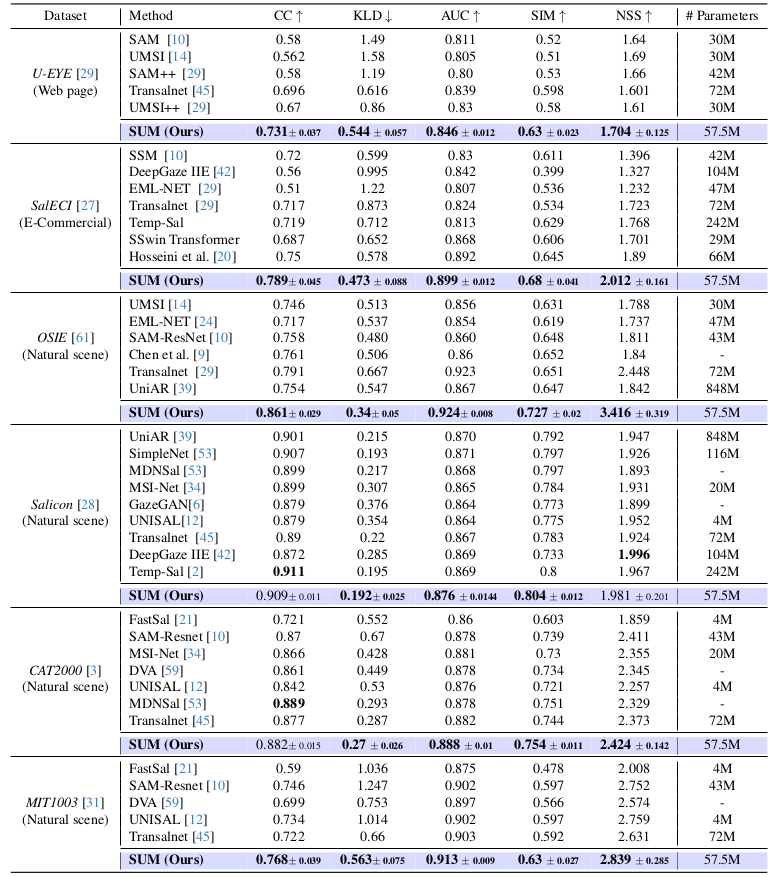 Dataset Method CC ↑ KLD ↓ AUC ↑ SIM ↑ NSS ↑ # Parameters
SAM [10] 0.58 1.49 0.811 0.52 1.64 30M
UMSI [14] 0.562 1.58 0.805 0.51 1.69 30M
U-EYE [29] SAM++ [29] 0.58 1.19 0.80 0.53 1.66 42M
(Web page) Transalnet [45] 0.696 0.616 0.839 0.598 1.601 72M
UMSI++ [29] 0.67 0.86 0.83 0.58 1.61 30M
SUM (Ours) 0.731± 0.037 0.544 ± 0.057 0.846 ± 0.012 0.63 ± 0.023 1.704 ± 0.125 57.5M
SSM [10] 0.72 0.599 0.83 0.611 1.396 42M
DeepGaze IIE [42] 0.56 0.995 0.842 0.399 1.327 104M
EML-NET [29] 0.51 1.22 0.807 0.536 1.232 47M
SalECI [27] Transalnet [29] 0.717 0.873 0.824 0.534 1.723 72M
(E-Commercial) Temp-Sal 0.719 0.712 0.813 0.629 1.768 242M
SSwin Transformer 0.687 0.652 0.868 0.606 1.701 29M
Hosseini et al. [20] 0.75 0.578 0.892 0.645 1.89 66M
SUM (Ours) 0.789± 0.045 0.473 ± 0.088 0.899 ± 0.012 0.68 ± 0.041 2.012 ± 0.161 57.5M
UMSI [14] 0.746 0.513 0.856 0.631 1.788 30M
EML-NET [24] 0.717 0.537 0.854 0.619 1.737 47M
OSIE [61] SAM-ResNet [10] 0.758 0.480 0.860 0.648 1.811 43M
(Natural scene) Chen et al. [9] 0.761 0.506 0.86 0.652 1.84 -
Transalnet [29] 0.791 0.667 0.923 0.651 2.448 72M
UniAR [39] 0.754 0.547 0.867 0.647 1.842 848M
SUM (Ours) 0.861± 0.029 0.34± 0.05 0.924± 0.008 0.727 ± 0.02 3.416 ± 0.319 57.5M
UniAR [39] 0.901 0.215 0.870 0.792 1.947 848M
SimpleNet [53] 0.907 0.193 0.871 0.797 1.926 116M
MDNSal [53] 0.899 0.217 0.868 0.797 1.893 -
MSI-Net [34] 0.899 0.307 0.865 0.784 1.931 20M
Salicon [28] GazeGAN[6] 0.879 0.376 0.864 0.773 1.899 -
(Natural scene) UNISAL[12] 0.879 0.354 0.864 0.775 1.952 4M
Transalnet [45] 0.89 0.22 0.867 0.783 1.924 72M
DeepGaze IIE [42] 0.872 0.285 0.869 0.733 1.996 104M
Temp-Sal [2] 0.911 0.195 0.869 0.8 1.967 242M
SUM (Ours) 0.909± 0.011 0.192± 0.025 0.876 ± 0.0144 0.804 ± 0.012 1.981 ± 0.201 57.5M
FastSal [21] 0.721 0.552 0.86 0.603 1.859 4M
SAM-Resnet [10] 0.87 0.67 0.878 0.739 2.411 43M
MSI-Net [34] 0.866 0.428 0.881 0.73 2.355 20M
CAT2000 [3] DVA [59] 0.861 0.449 0.878 0.734 2.345 -
(Natural scene) UNISAL [12] 0.842 0.53 0.876 0.721 2.257 4M
MDNSal [53] 0.889 0.293 0.878 0.751 2.329 -
Transalnet [45] 0.877 0.287 0.882 0.744 2.373 72M
SUM (Ours) 0.882± 0.015 0.27 ± 0.026 0.888 ± 0.01 0.754 ± 0.011 2.424 ± 0.142 57.5M
FastSal [21] 0.59 1.036 0.875 0.478 2.008 4M
SAM-Resnet [10] 0.746 1.247 0.902 0.597 2.752 43M
MIT1003 [31] DVA [59] 0.699 0.753 0.897 0.566 2.574 -
(Natural scene) UNISAL [12] 0.734 1.014 0.902 0.597 2.759 4M
Transalnet [45] 0.722 0.66 0.903 0.592 2.631 72M
SUM (Ours) 0.768± 0.039 0.563± 0.075 0.913 ± 0.009 0.63 ± 0.027 2.839 ± 0.285 57.5M